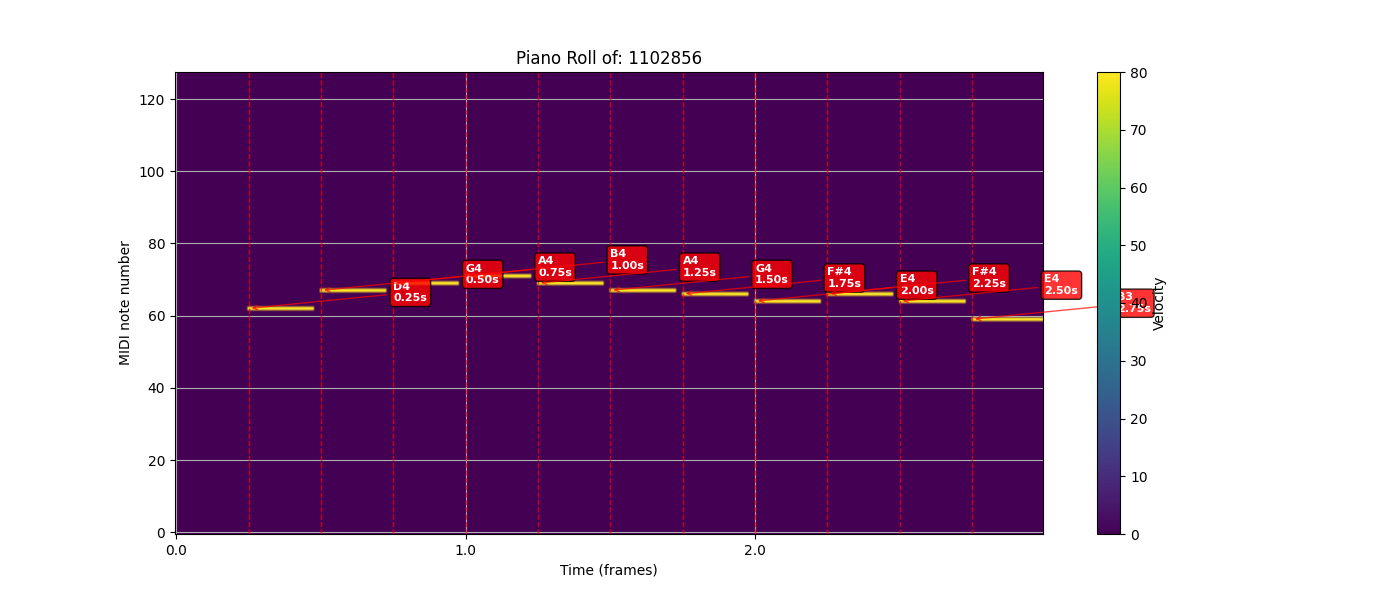 Piano Roll of: 1102856
MIDI note number
120
100
80
60
40
20
0
0.0
1.0
2.0
Time (frames)
D4
0.25s
G4
0.50s
A4
0.75s
B4
1.00s
A4
1.25s
G4
1.50s
F#4
1.75s
E4
2.00s
F#4
2.25s
E4
2.50s
B3
2.75s
80
70
60
50
40
30
20
10
0
Velocity